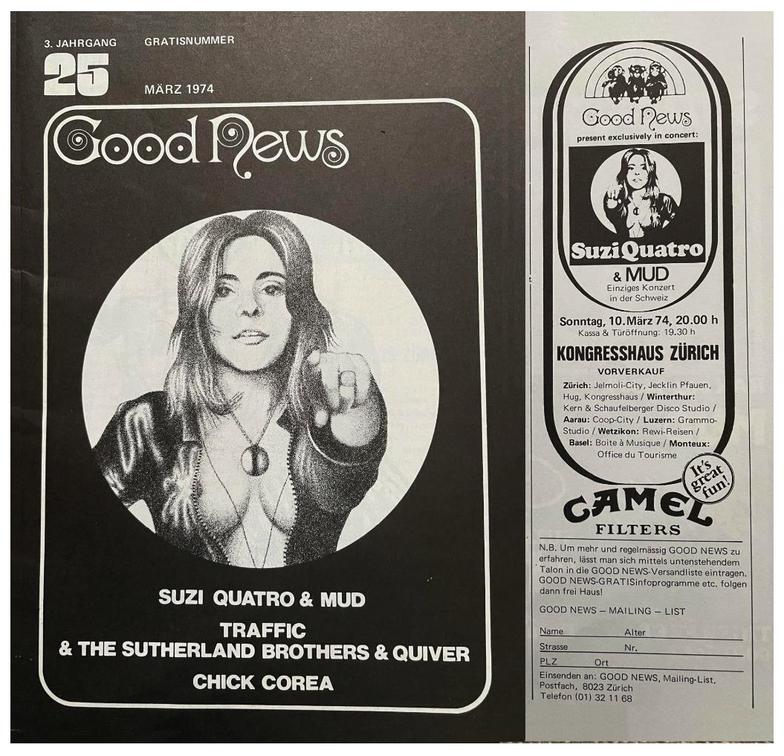 3. JAHRGANG GRATISNUMMER
25
MÄRZ 1974
Good News
SUZI QUATRO & MUD
TRAFFIC
& THE SUTHERLAND BROTHERS & QUIVER
CHICK COREA
Good News
present exclusively in concert:
Suzi Quatro
& MUD
Einziges Konzert
in der Schweiz
Sonntag, 10. März 74, 20.00 h
Kassa & Türöffnung: 19.30 h
KONGRESSHAUS ZÜRICH
VORVERKAUF
Zürich: Jelmoli-City, Jecklin Pfauen,
Hug, Kongresshaus / Winterthur:
Kern & Schaufelberger Disco Studio /
Aarau: Coop-City / Luzern: Grammo-
Studio / Wetzikon: Rewi-Reisen /
Basel: Boite à Musique / Monteux:
Office du Tourisme
It's
great
fun!
CAMEL
FILTERS
N.B. Um mehr und regelmässig GOOD NEWS zu
erfahren, lässt man sich mittels untenstehendem
Talon in die GOOD NEWS-Versandliste eintragen.
GOOD NEWS-GRATISinfoprogramme etc. folgen
dann frei Haus!
GOOD NEWS – MAILING – LIST
Name Alter
Strasse Nr.
PLZ Ort
Einsenden an: GOOD NEWS, Mailing-List,
Postfach, 8023 Zürich
Telefon (01) 32 11 68